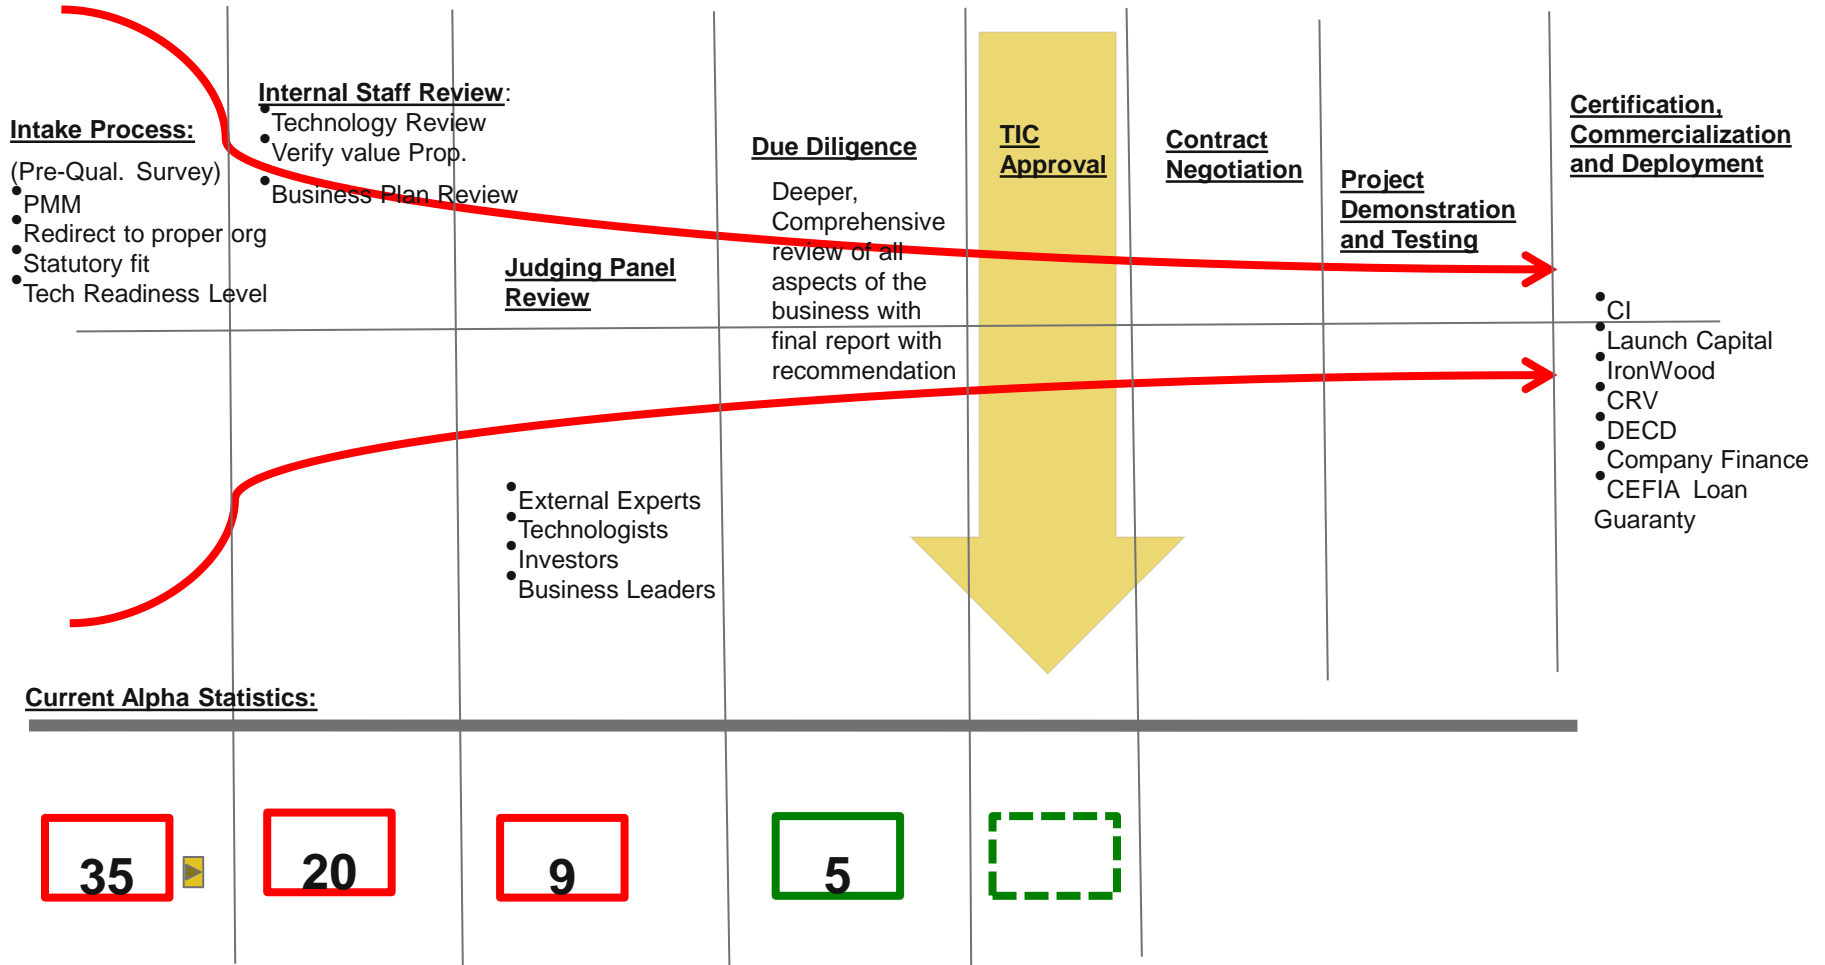 Intake Process:
(Pre-Qual. Survey)
•PMM
•Redirect to proper org
•Statutory fit
•Tech Readiness Level
Internal Staff Review:
•Technology Review
•Verify value Prop.
•Business Plan Review
Judging Panel
Review
•External Experts
•Technologists
•Investors
•Business Leaders
Due Diligence
Deeper,
Comprehensive
review of all
aspects of the
business with
final report with
recommendation
TIC
Approval
Contract
Negotiation
Project
Demonstration
and Testing
Certification,
Commercialization
and Deployment
•CI
•Launch Capital
•IronWood
•CRV
•DECD
•Company Finance
•CEFIA Loan
Guaranty
Current Alpha Statistics:
35
20
9
5